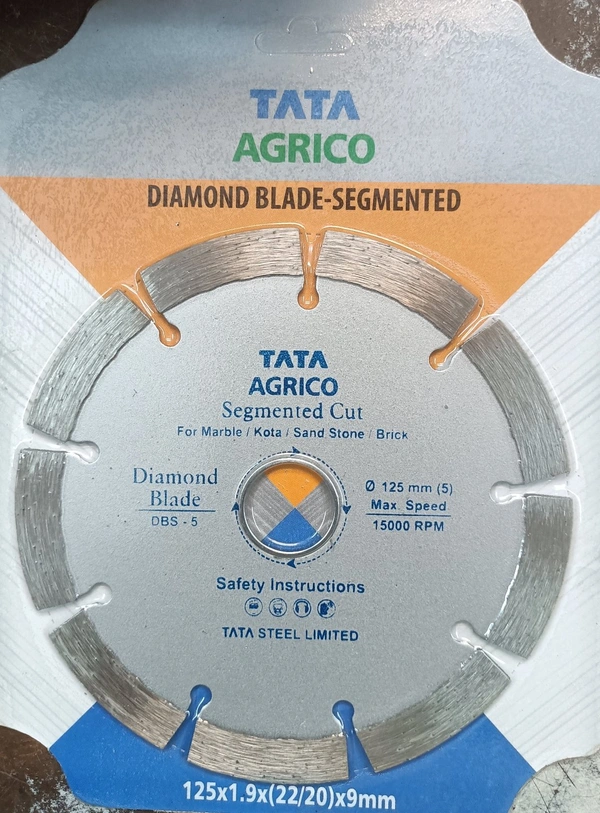 TATA
AGRICO
DIAMOND BLADE-SEGMENTED
TATA
AGRICO
Segmented Cut
For Marble / Kota / Sand Stone / Brick
Diamond
Blade
DBS - 5
Ø 125 mm (5)
Max. Speed
15000 RPM
Safety Instructions
TATA STEEL LIMITED
125x1.9x(22/20)x9mm